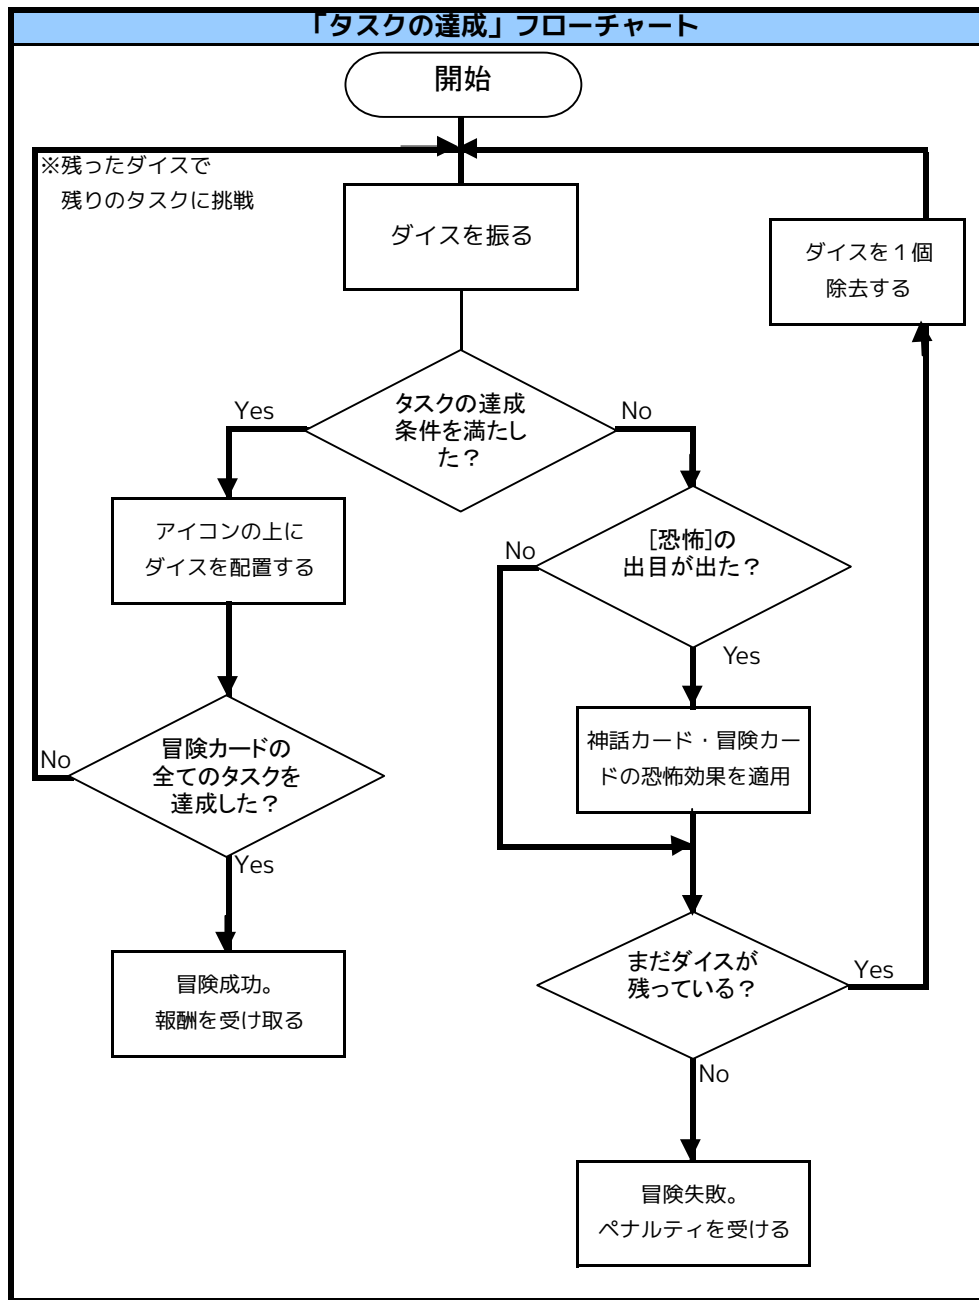 「タスクの達成」フローチャート
開始
※残ったダイスで
残りのタスクに挑戦
ダイスを振る
ダイスを１個
除去する
タスクの達成
条件を満たし
た？
Yes
No
アイコンの上に
ダイスを配置する
[恐怖]の
出目が出た？
No
Yes
神話カード・冒険カー
ドの恐怖効果を適用
冒険カードの
全てのタスクを
達成した？
No
Yes
冒険成功。
報酬を受け取る
まだダイスが
残っている？
Yes
No
冒険失敗。
ペナルティを受ける